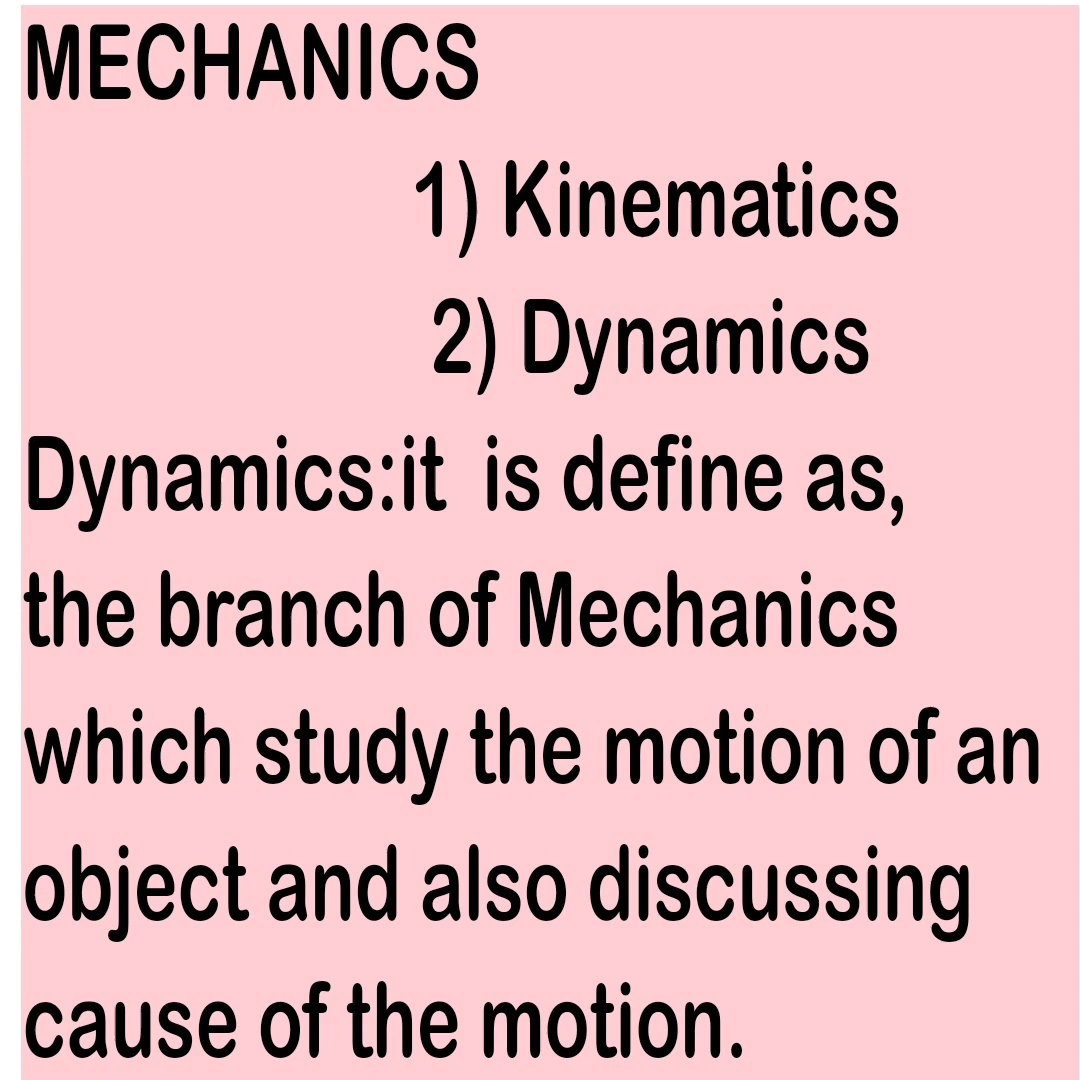 MECHANICS
1) Kinematics
2) Dynamics
Dynamics:it  is define as,
the branch of Mechanics
which study the motion of an
object and also discussing
cause of the motion.